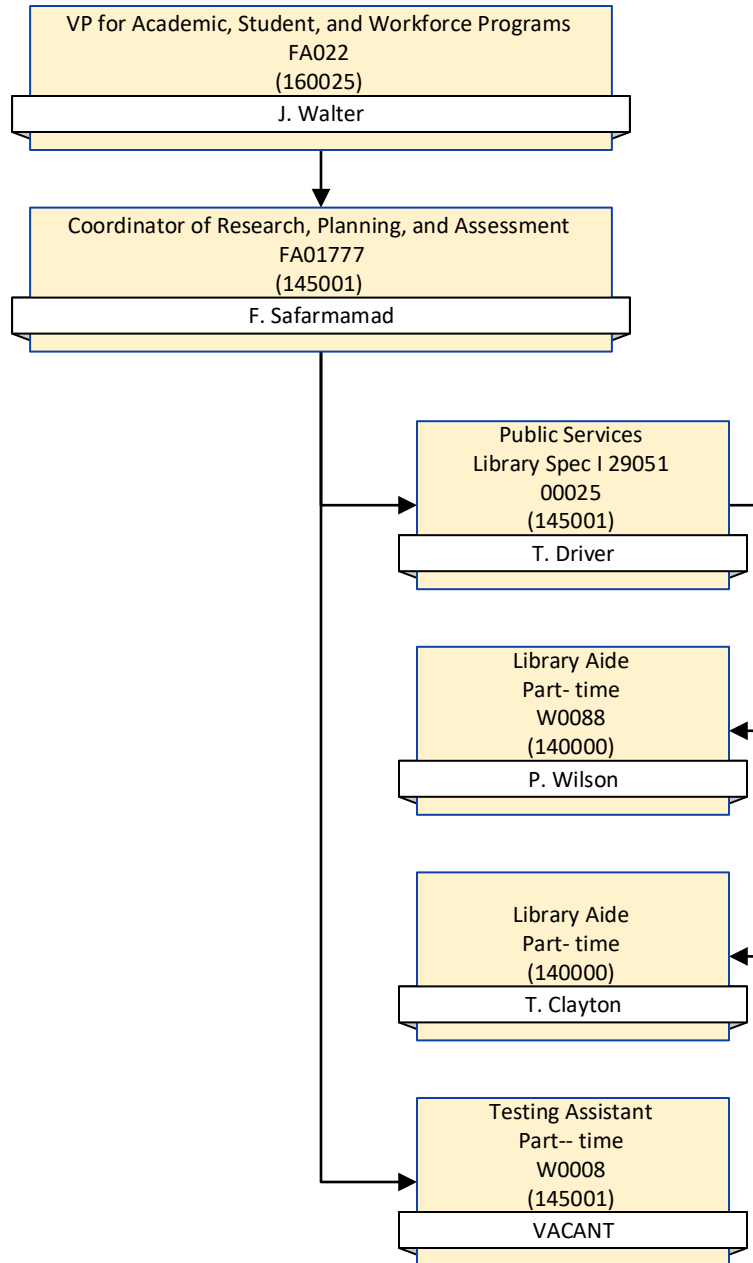 VP for Academic, Student, and Workforce Programs
FA022
(160025)
J. Walter
Coordinator of Research, Planning, and Assessment
FA01777
(145001)
F. Safarmamad
Public Services
Library Spec I 29051
00025
(145001)
T. Driver
Library Aide
Part- time
W0088
(140000)
P. Wilson
Library Aide
Part- time
(140000)
T. Clayton
Testing Assistant
Part-- time
W0008
(145001)
VACANT